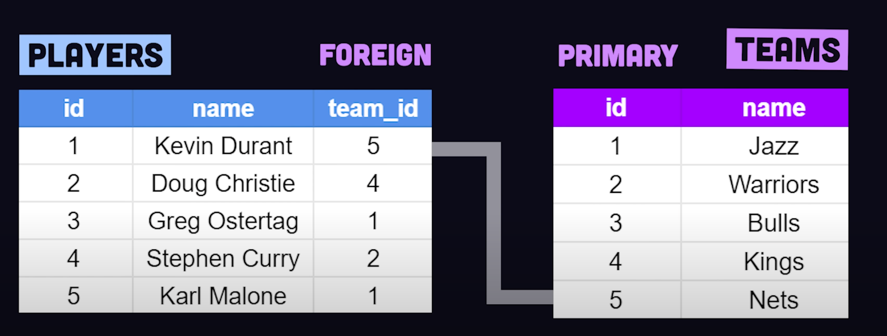 PLAYERS FOREIGN PRIMARY TEAMS
id name team_id id name
1 Kevin Durant 5 1 Jazz
2 Doug Christie 4 2 Warriors
3 Greg Ostertag 1 3 Bulls
4 Stephen Curry 2 4 Kings
5 Karl Malone 1 5 Nets